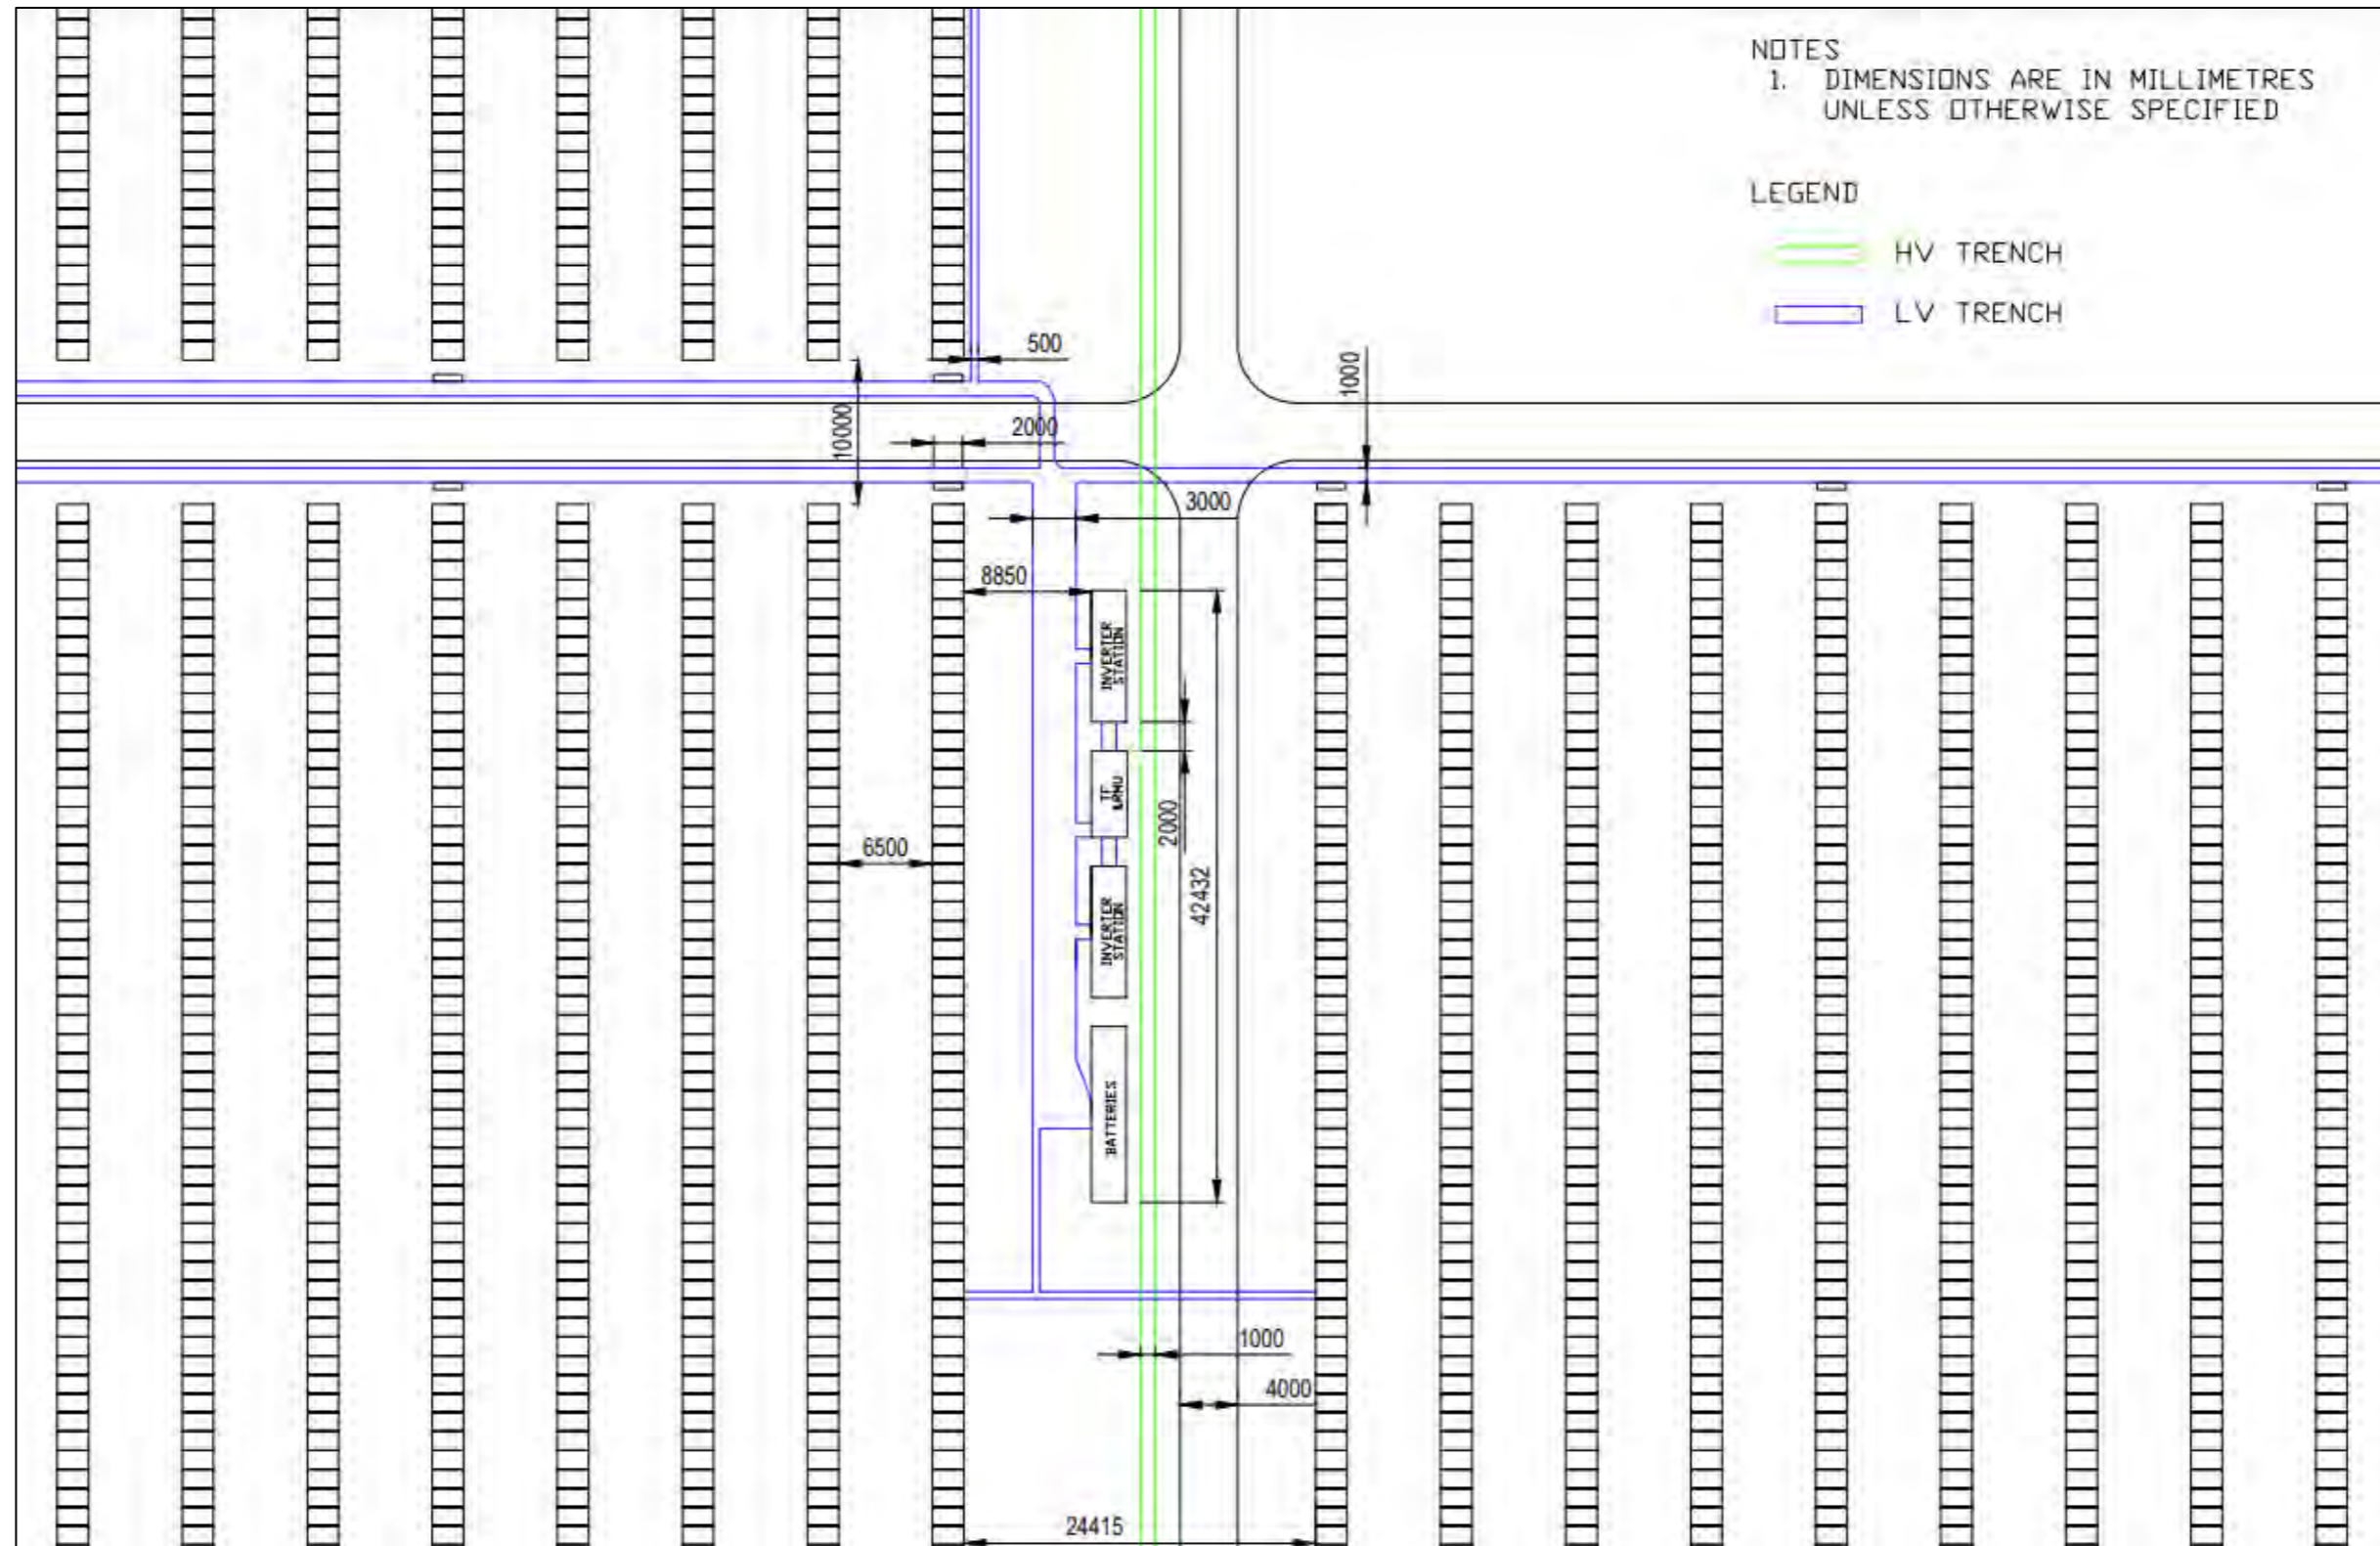 NOTES
1. DIMENSIONS ARE IN MILLIMETRES
UNLESS OTHERWISE SPECIFIED
LEGEND
HV TRENCH
LV TRENCH
500
1000
10000
2000
3000
8850
INVERTER
STATION
TF
&RMU
2000
6500
42432
INVERTER
STATION
BATTERIES
1000
4000
24415